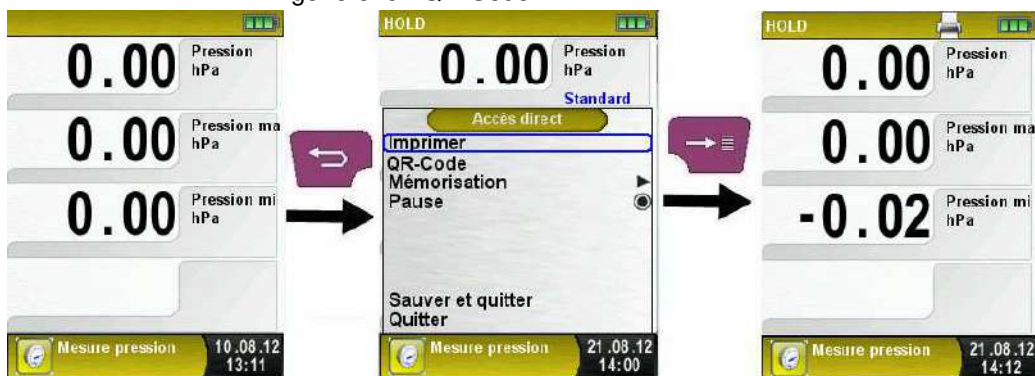 0.00 Pression
hPa
0.00 Pression ma
hPa
0.00 Pression mi
hPa
Mesure pression 10.08.12
13:11
HOLD
0.00 Pression
hPa
Standard
Accès direct
Imprimer
QR-Code
Mémorisation
Pause
Sauver et quitter
Quitter
Mesure pression 21.08.12
14:00
HOLD
0.00 Pression
hPa
0.00 Pression ma
hPa
-0.02 Pression mi
hPa
Mesure pression 21.08.12
14:12